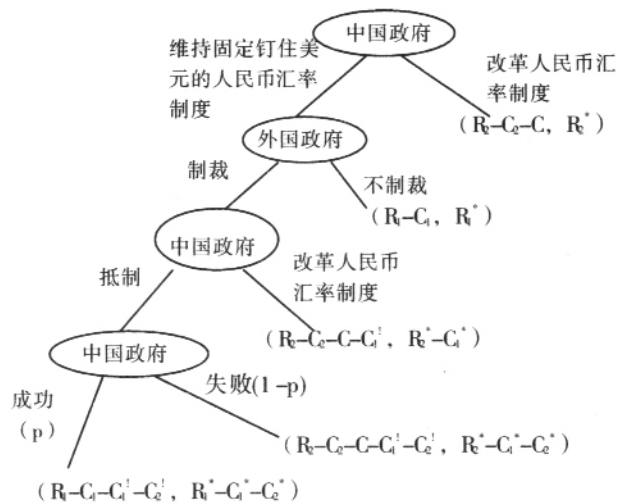 中国政府
维持固定钉住美
元的人民币汇率
制度
改革人民币汇
率制度
(R₂-C₂-C, R₂*)
外国政府
制裁
不制裁
(R₁-C₁, R₁*)
中国政府
抵制
改革人民币
汇率制度
(R₂-C₂-C-C₁!, R₂*-C₁*)
中国政府
成功
(p)
失败(1-p)
(R₂-C₂-C-C₁!-C₂!, R₂*-C₁*-C₂*)
(R₁-C₁-C₁!-C₂!, R₁*-C₁*-C₂*)